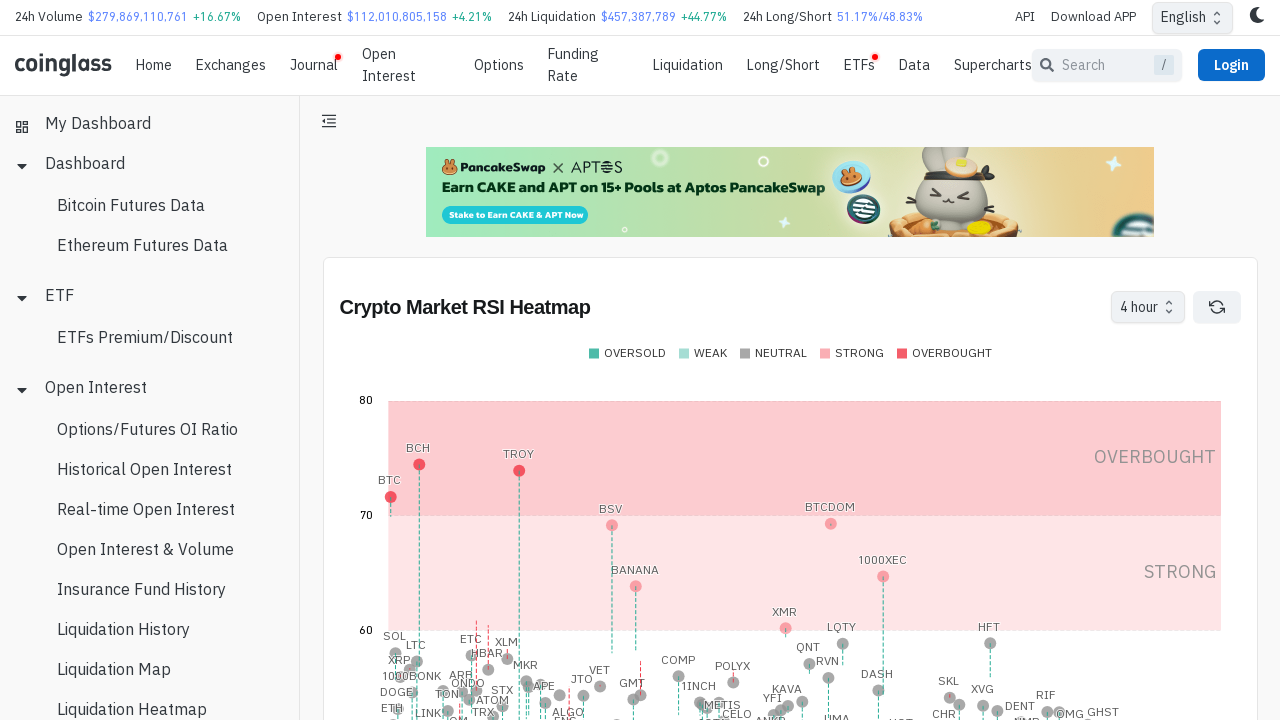 24h Volume $279,869,110,761 +16.67% Open Interest $112,010,805,158 +4.21% 24h Liquidation $457,387,789 +44.77% 24h Long/Short 51.17%/48.83% API Download APP English
coinglass Home Exchanges Journal Open Interest Options Funding Rate Liquidation Long/Short ETFs Data Supercharts Search / Login
My Dashboard
Dashboard
Bitcoin Futures Data
Ethereum Futures Data
ETF
ETFs Premium/Discount
Open Interest
Options/Futures OI Ratio
Historical Open Interest
Real-time Open Interest
Open Interest & Volume
Insurance Fund History
Liquidation History
Liquidation Map
Liquidation Heatmap
PancakeSwap × APTOS
Earn CAKE and APT on 15+ Pools at Aptos PancakeSwap
Stake to Earn CAKE & APT Now
Crypto Market RSI Heatmap 4 hour
OVERSOLD WEAK NEUTRAL STRONG OVERBOUGHT
80
BCH
TROY
OVERBOUGHT
BTC
BSV
BTCDOM
70
1000XEC
BANANA
STRONG
XMR
60
LQTY
HFT
SOL
LTC
ETC
XLM
QNT
HBAR
XRP
COMP
RVN
MKR
POLYX
VET
1000BONK
ARB
DASH
JTO
ONDO
GMT
SKL
APE
1INCH
STX
KAVA
XVG
DOGE
TON
RIF
ATOM
YFI
METIS
DENT
ETH
LINK
TRX
ALGO
CELO
CHR
OMG
GHST
UMA